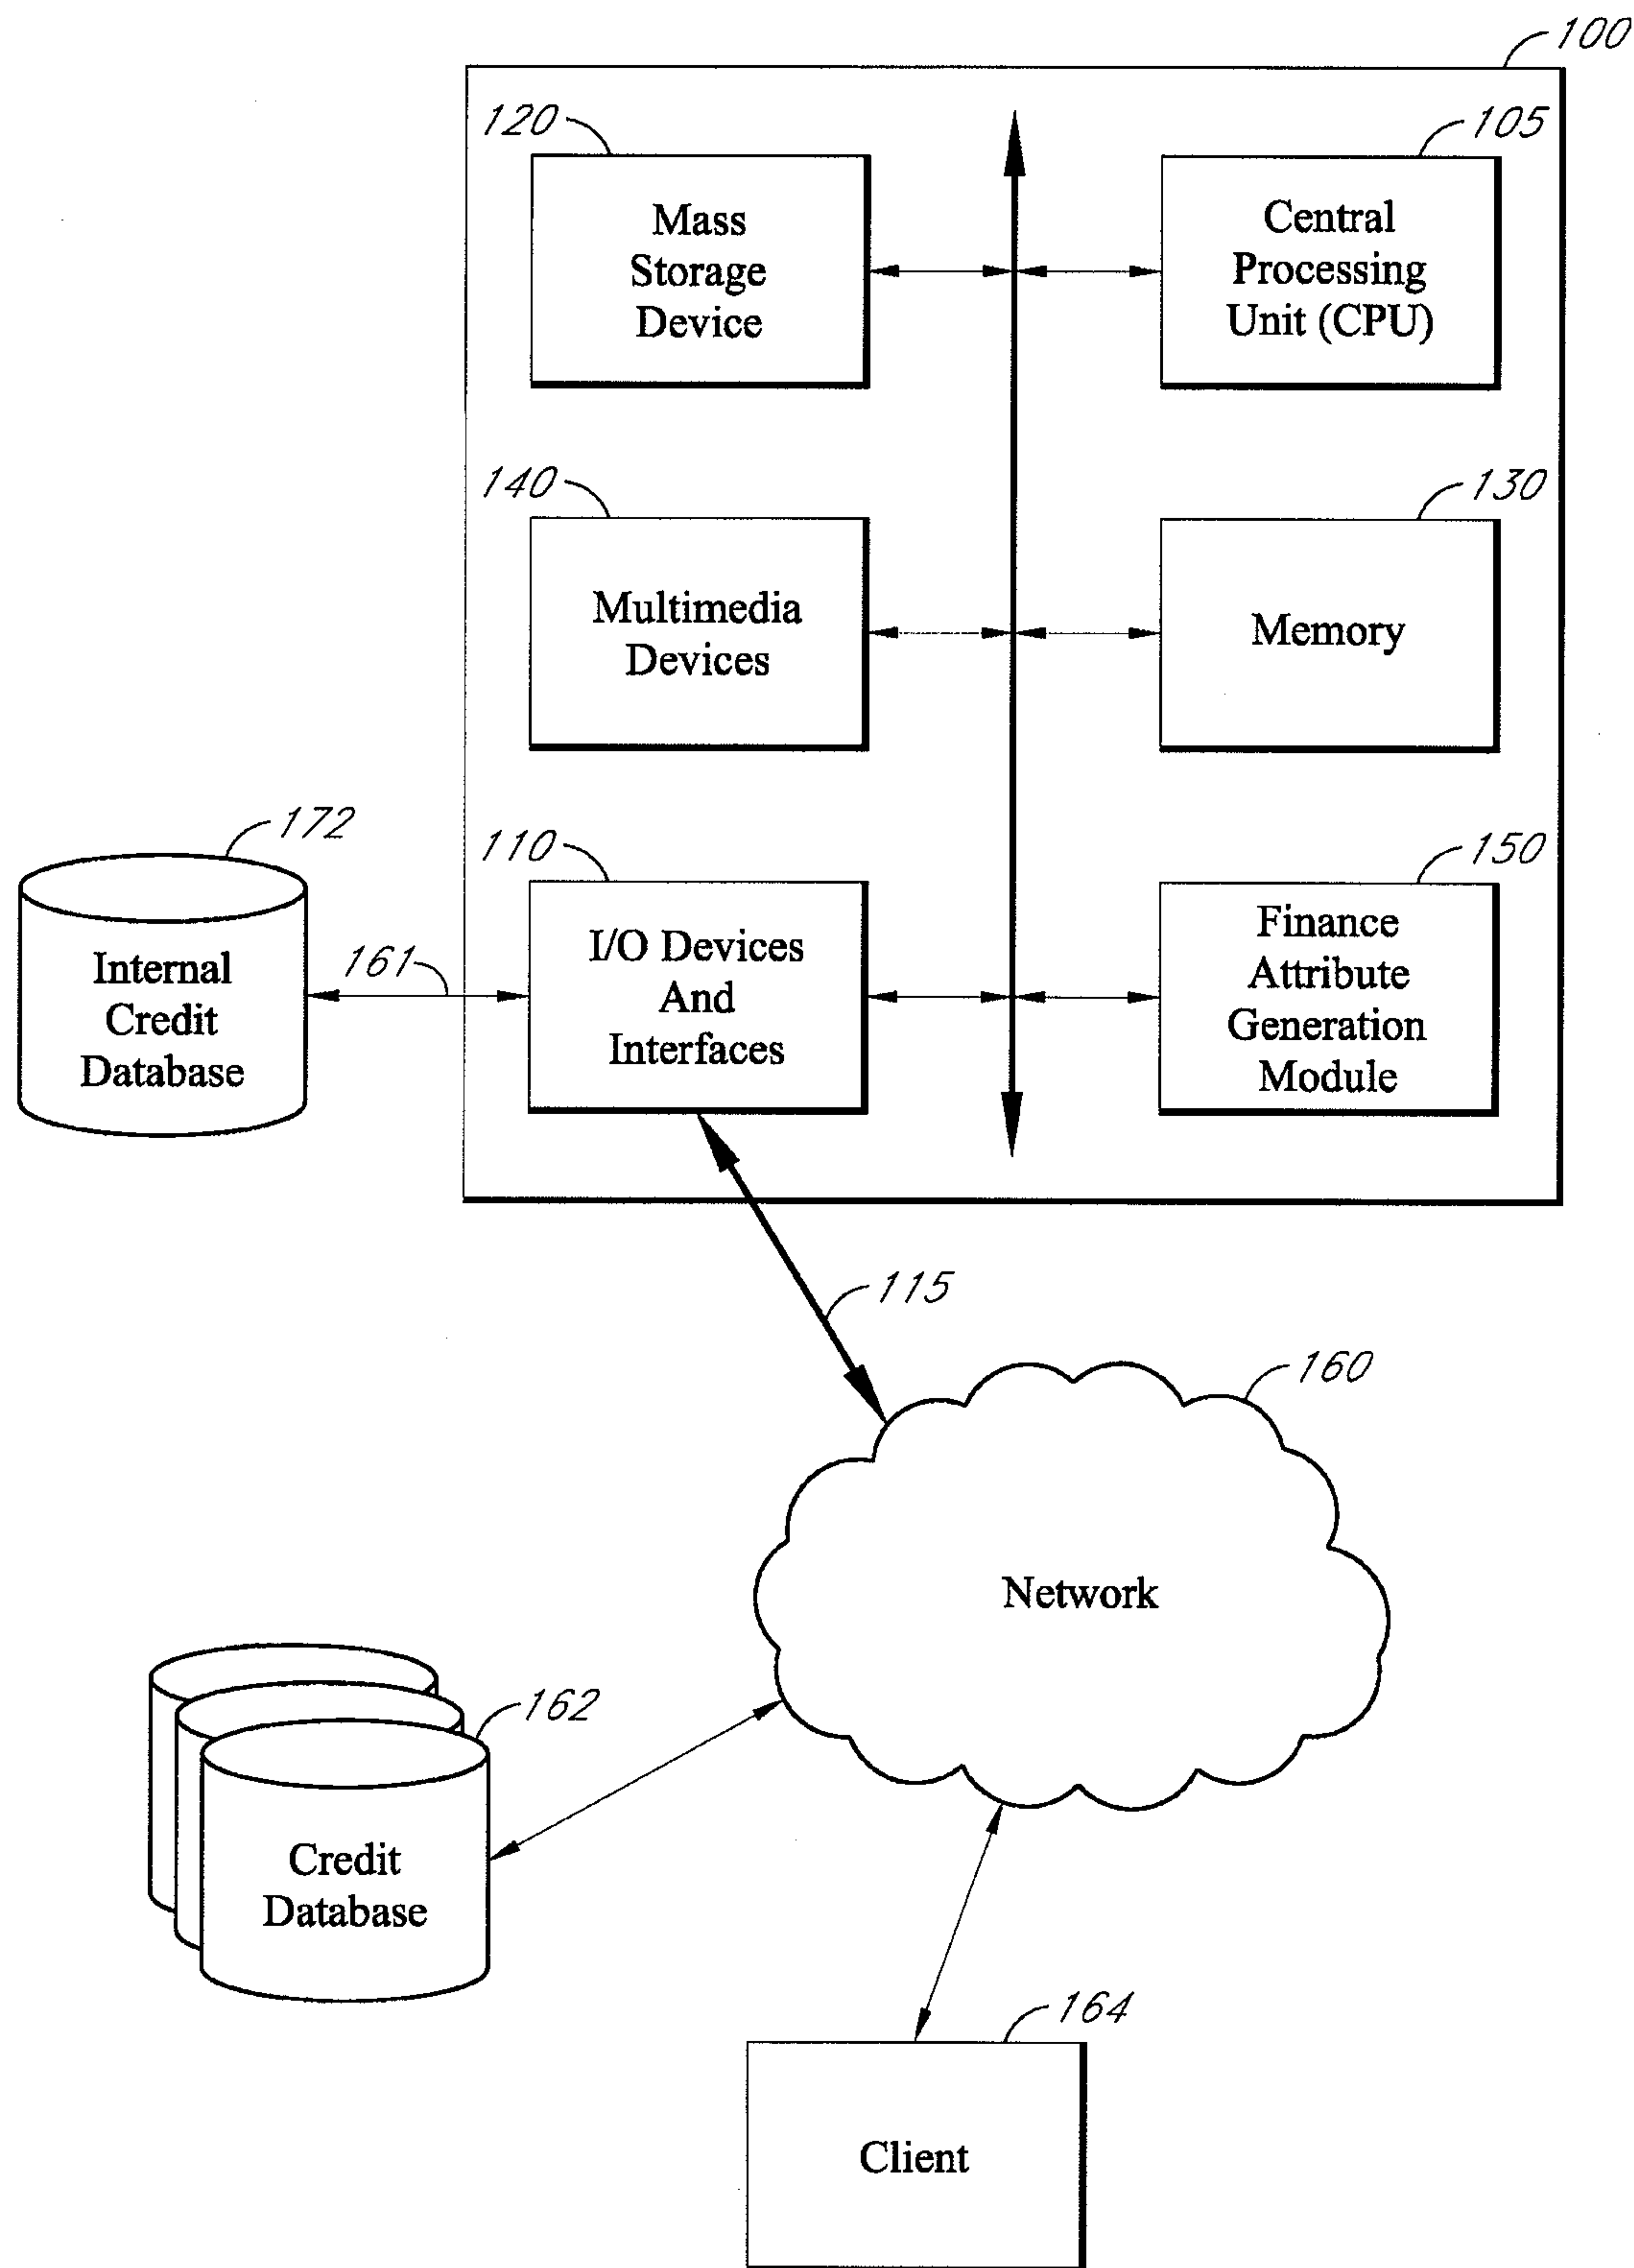 100
120
105
Mass
Storage
Device
Central
Processing
Unit (CPU)
140
130
Multimedia
Devices
Memory
172
110
150
Internal
Credit
Database
161
I/O Devices
And
Interfaces
Finance
Attribute
Generation
Module
115
160
Network
162
Credit
Database
164
Client